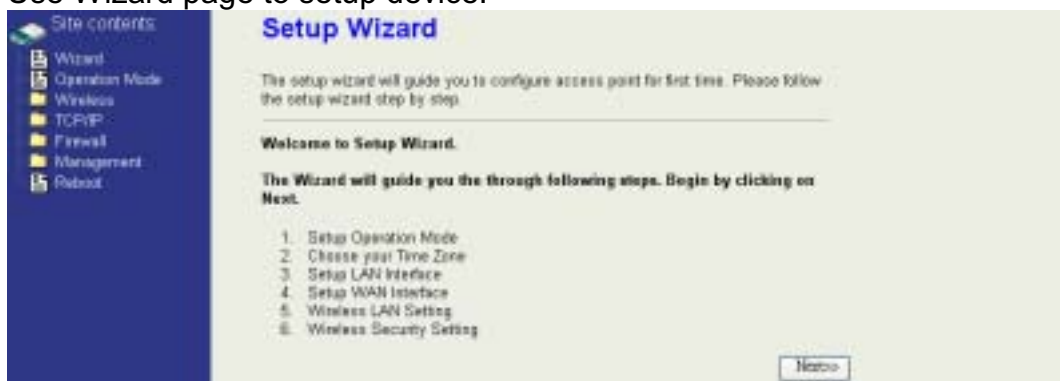 Use Wizard page to setup device.
Site contents:
Wizard
Operation Mode
Wireless
TCP/IP
Firewall
Management
Reboot
Setup Wizard
The setup wizard will guide you to configure access point for first time. Please follow
the setup wizard step by step.
Welcome to Setup Wizard.
The Wizard will guide you the through following steps. Begin by clicking on
Next.
1. Setup Operation Mode
2. Choose your Time Zone
3. Setup LAN Interface
4. Setup WAN Interface
5. Wireless LAN Setting
6. Wireless Security Setting
Next>>